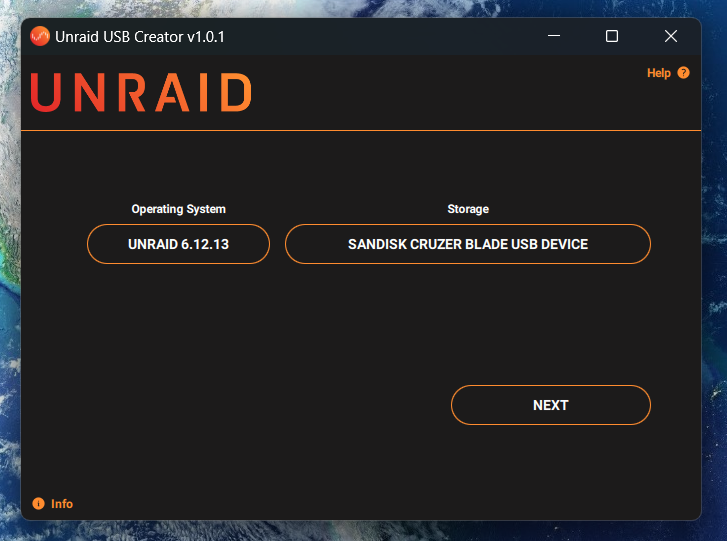 Unraid USB Creator v1.0.1
UNRAID
Help
Operating System
Storage
UNRAID 6.12.13
SANDISK CRUZER BLADE USB DEVICE
NEXT
Info